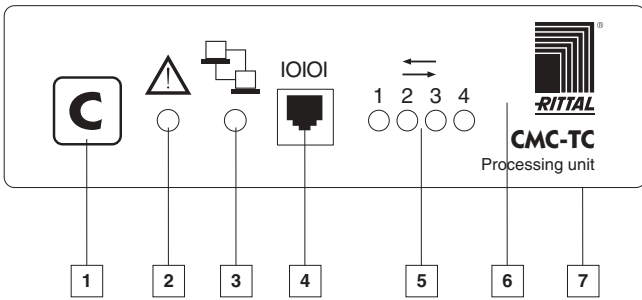 ®
IOIOI
1 2 3 4
C
RITTAL
CMC-TC
Processing unit
1 2 3 4 5 6 7